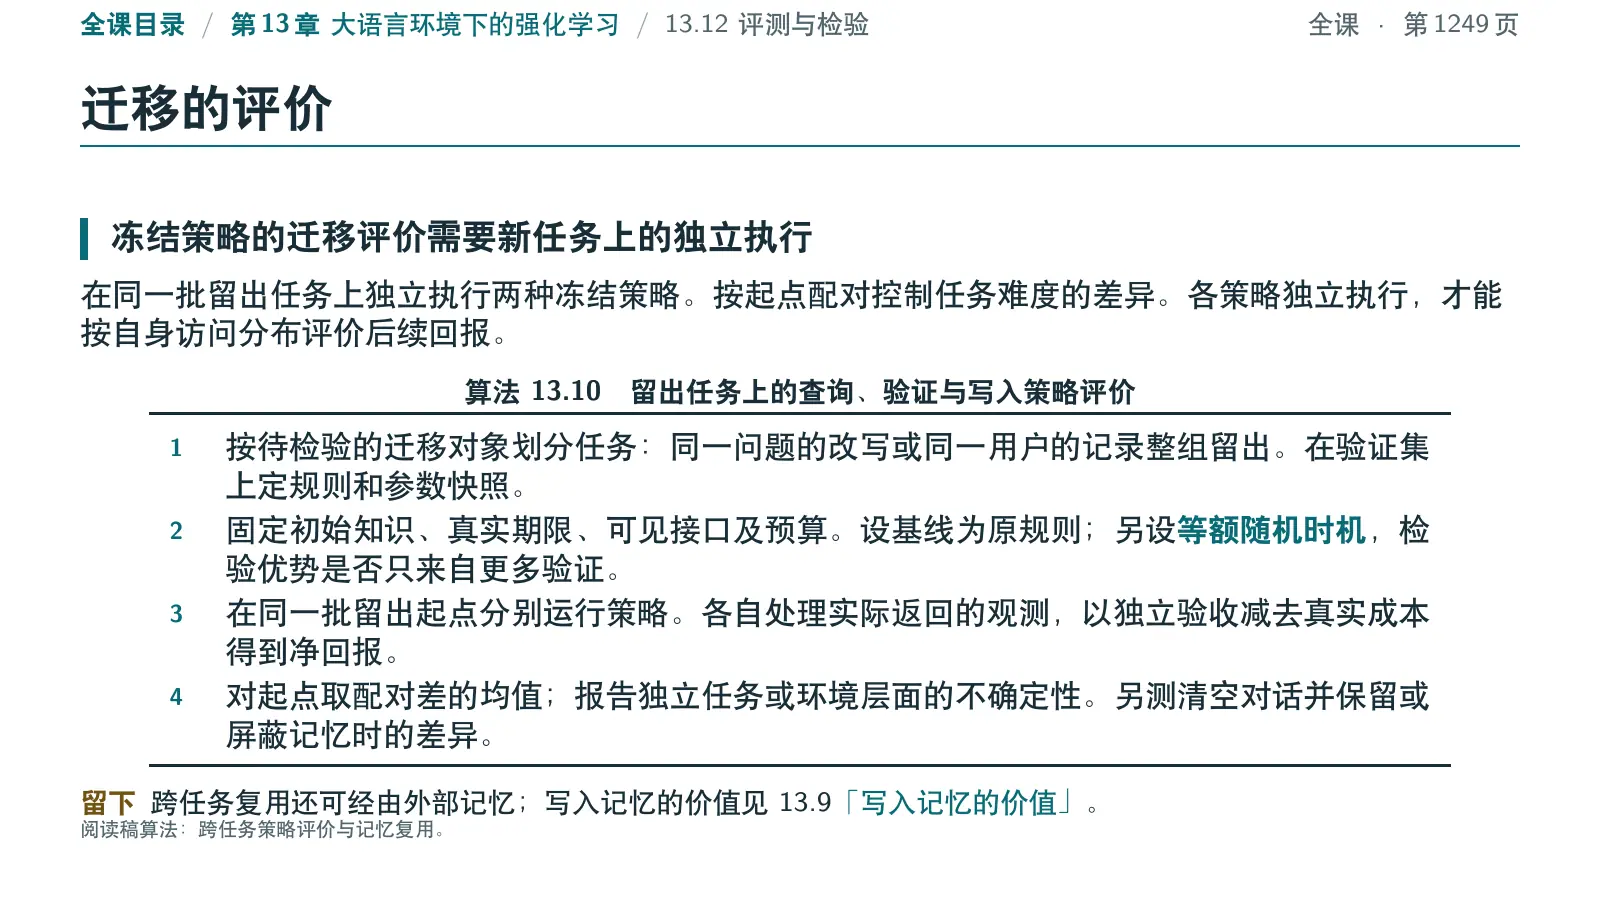 全课目录 / 第 13 章 大语言环境下的强化学习 / 13.12 评测与检验
全课 · 第 1249 页
迁移的评价
冻结策略的迁移评价需要新任务上的独立执行
在同一批留出任务上独立执行两种冻结策略。按起点配对控制任务难度的差异。各策略独立执行，才能
按自身访问分布评价后续回报。
算法 13.10 留出任务上的查询、验证与写入策略评价
1 按待检验的迁移对象划分任务：同一问题的改写或同一用户的记录整组留出。在验证集
上定规则和参数快照。
2 固定初始知识、真实期限、可见接口及预算。设基线为原规则；另设等额随机时机，检
验优势是否只来自更多验证。
3 在同一批留出起点分别运行策略。各自处理实际返回的观测，以独立验收减去真实成本
得到净回报。
4 对起点取配对差的均值；报告独立任务或环境层面的不确定性。另测清空对话并保留或
屏蔽记忆时的差异。
留下 跨任务复用还可经由外部记忆；写入记忆的价值见 13.9「写入记忆的价值」。
阅读稿算法：跨任务策略评价与记忆复用。